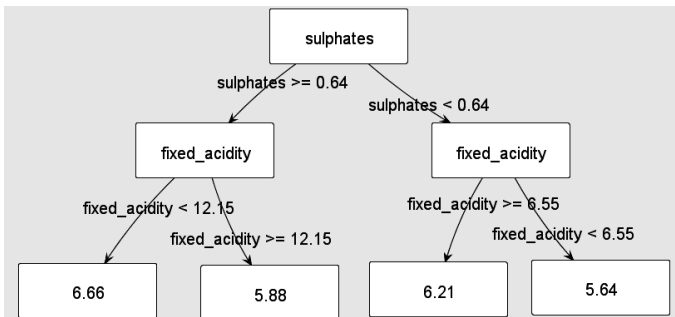 sulphates
sulphates >= 0.64
sulphates < 0.64
fixed_acidity
fixed_acidity
fixed_acidity < 12.15
fixed_acidity >= 12.15
fixed_acidity >= 6.55
fixed_acidity < 6.55
6.66
5.88
6.21
5.64